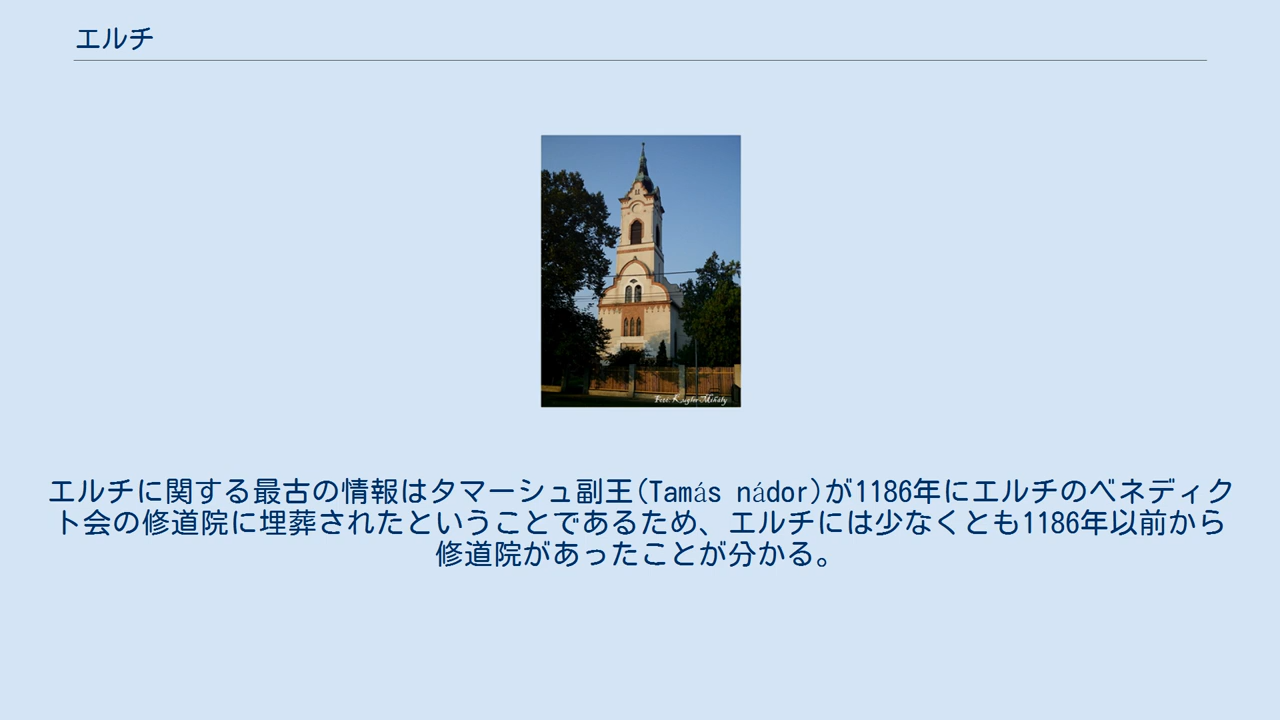 エルチ
Foto: Kugler Mihály
エルチに関する最古の情報はタマーシュ副王(Tamás nádor)が1186年にエルチのベネディク
ト会の修道院に埋葬されたということであるため、エルチには少なくとも1186年以前から
修道院があったことが分かる。